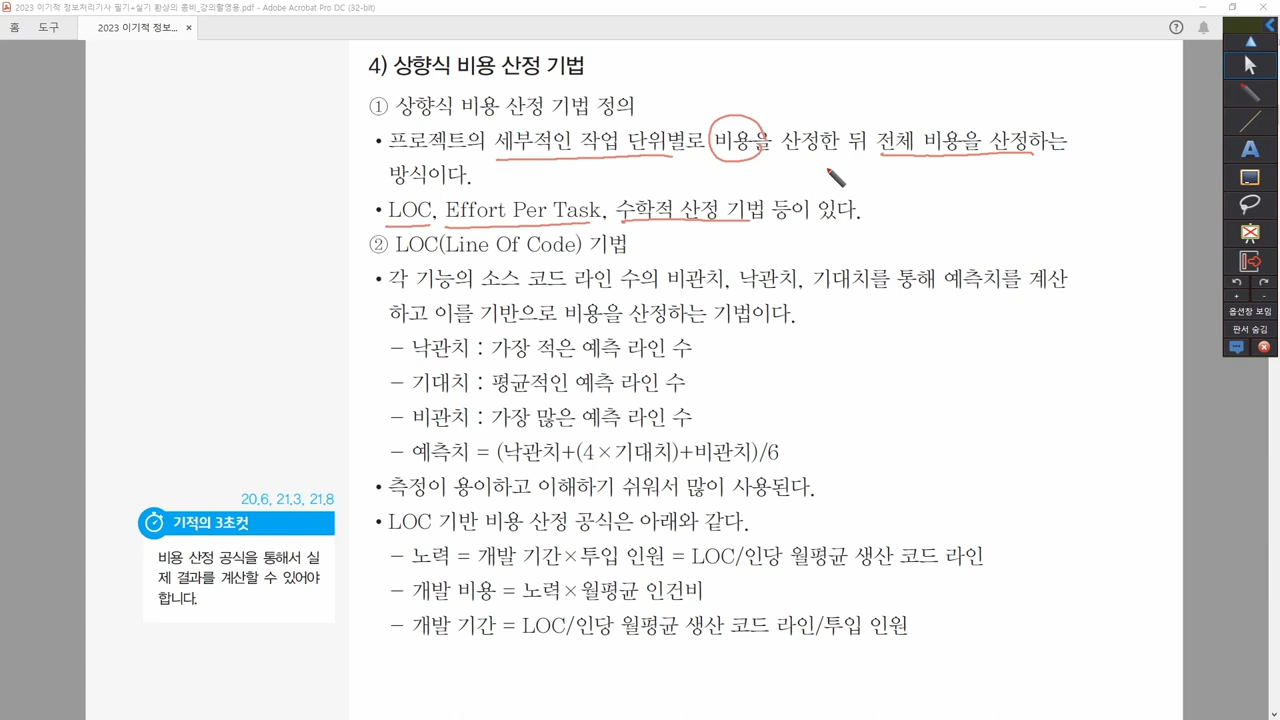 2023 이기적 정보처리기사 필기+실기 환상의 콤비_강의촬영용.pdf - Adobe Acrobat Pro DC (32-bit)
홈 도구 2023 이기적 정보... ×
4) 상향식 비용 산정 기법
① 상향식 비용 산정 기법 정의
• 프로젝트의 세부적인 작업 단위별로 비용을 산정한 뒤 전체 비용을 산정하는
방식이다.
• LOC, Effort Per Task, 수학적 산정 기법 등이 있다.
② LOC(Line Of Code) 기법
• 각 기능의 소스 코드 라인 수의 비관치, 낙관치, 기대치를 통해 예측치를 계산
하고 이를 기반으로 비용을 산정하는 기법이다.
– 낙관치 : 가장 적은 예측 라인 수
– 기대치 : 평균적인 예측 라인 수
– 비관치 : 가장 많은 예측 라인 수
– 예측치 = (낙관치+(4×기대치)+비관치)/6
• 측정이 용이하고 이해하기 쉬워서 많이 사용된다.
• LOC 기반 비용 산정 공식은 아래와 같다.
– 노력 = 개발 기간×투입 인원 = LOC/인당 월평균 생산 코드 라인
– 개발 비용 = 노력×월평균 인건비
– 개발 기간 = LOC/인당 월평균 생산 코드 라인/투입 인원
20.6, 21.3, 21.8
기적의 3초컷
비용 산정 공식을 통해서 실
제 결과를 계산할 수 있어야
합니다.
A
+ -
옵션창 보임
판서 숨김